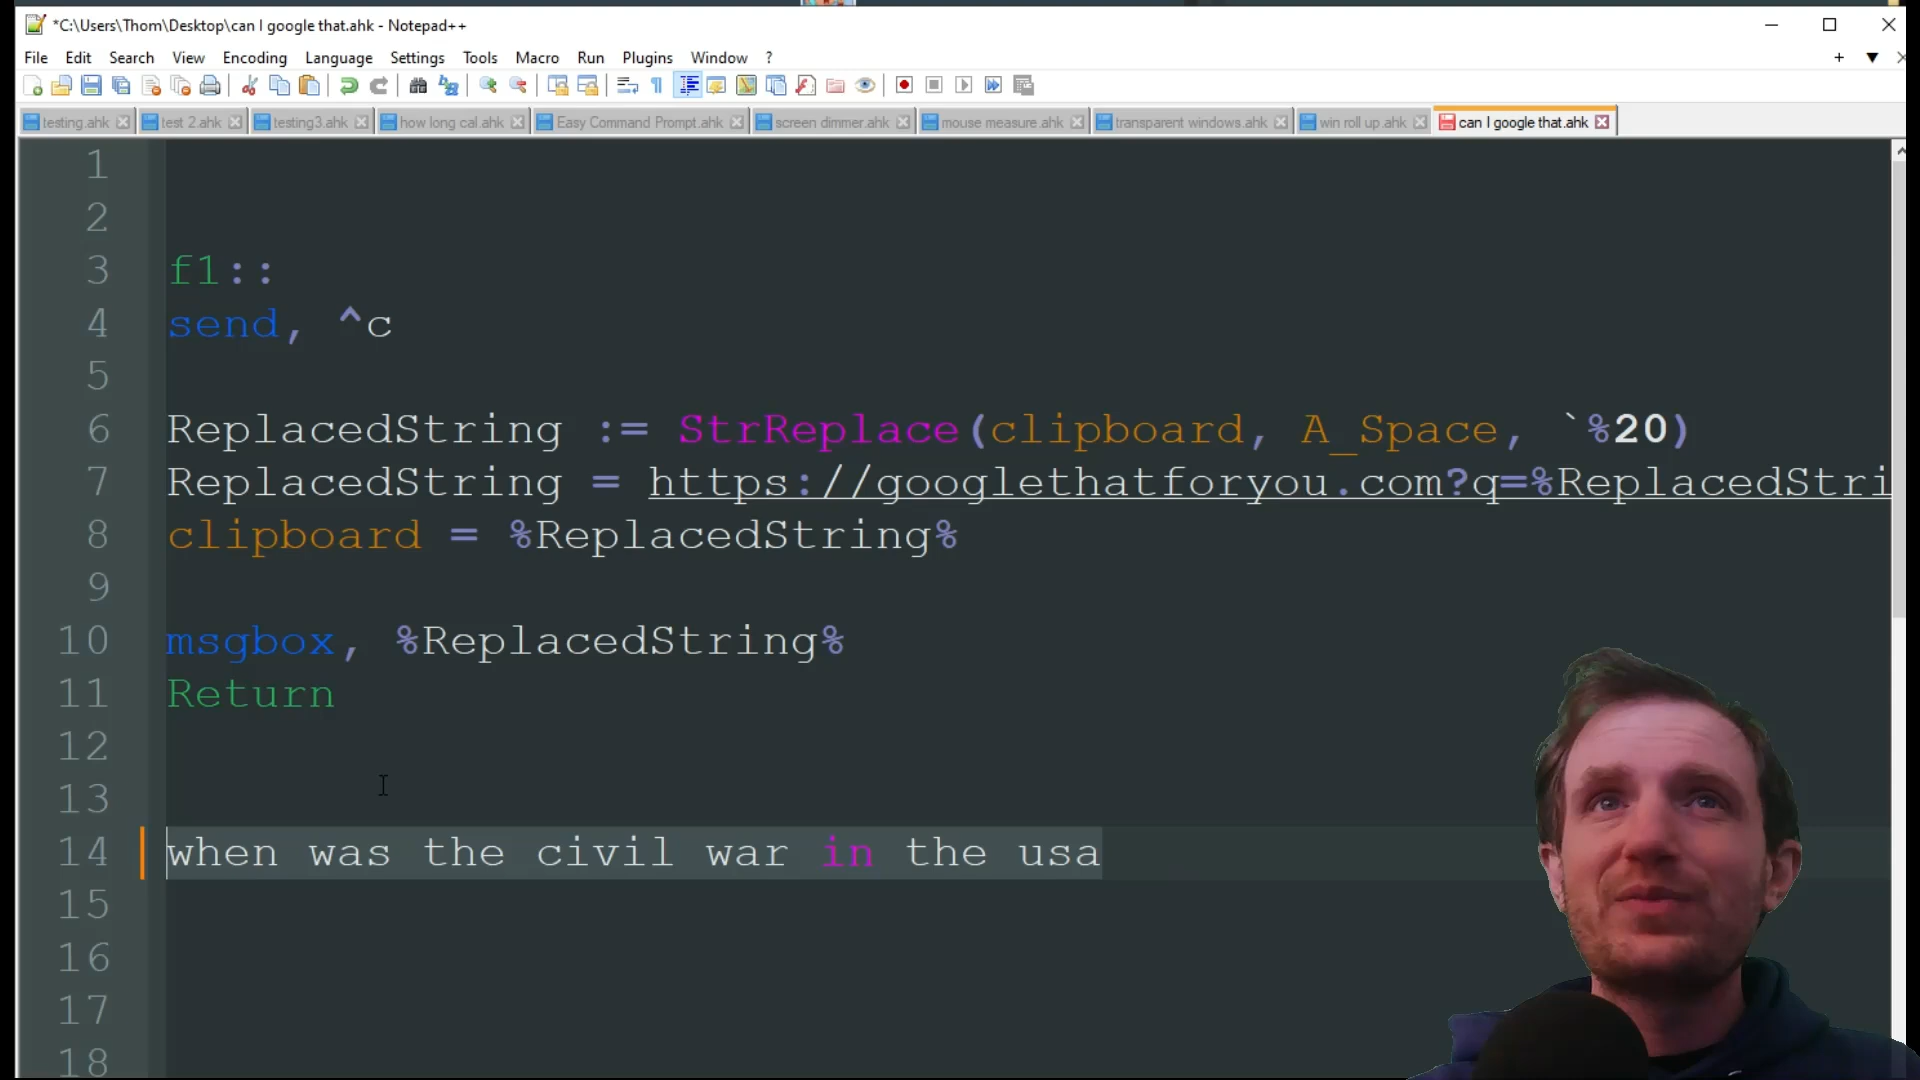 *C:\Users\Thom\Desktop\can I google that.ahk - Notepad++
File Edit Search View Encoding Language Settings Tools Macro Run Plugins Window ?
testing.ahk test 2.ahk testing3.ahk how long cal.ahk Easy Command Prompt.ahk screen dimmer.ahk mouse measure.ahk transparent windows.ahk win roll up.ahk can I google that.ahk
1
2
3 f1::
4 send, ^c
5
6 ReplacedString := StrReplace(clipboard, A_Space, `%20)
7 ReplacedString = https://googlethatforyou.com?q=%ReplacedStri
8 clipboard = %ReplacedString%
9
10 msgbox, %ReplacedString%
11 Return
12
13
14 when was the civil war in the usa
15
16
17
18